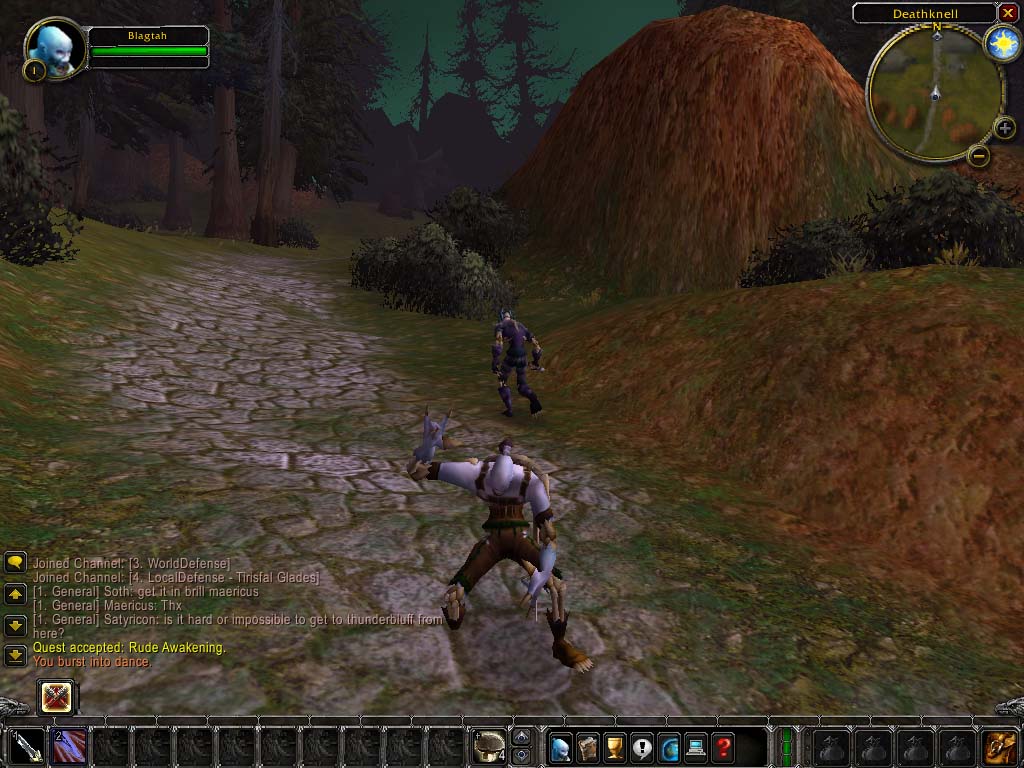 Blagtah
1
Deathknell
N
Joined Channel: [3. WorldDefense]
Joined Channel: [4. LocalDefense - Tirisfal Glades]
[1. General] Soth: get it in brill maericus
[1. General] Maericus: Thx
[1. General] Satyricon: is it hard or impossible to get to thunderbluff from
here?
Quest accepted: Rude Awakening.
You burst into dance.
1 2 4